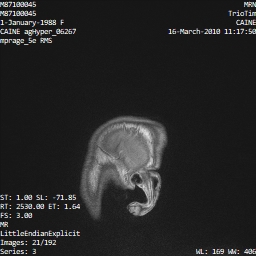 M87100045
M87100045
1-January-1988 F
CAINE agHyper_06267
mprage_5e RMS
MRN
TrioTim
CAINE
16-March-2010 11:17:50
ST: 1.00 SL: -71.85
RT: 2530.00 ET: 1.64
FS: 3.00
MR
LittleEndianExplicit
Images: 21/192
Series: 3
WL: 169 WW: 406